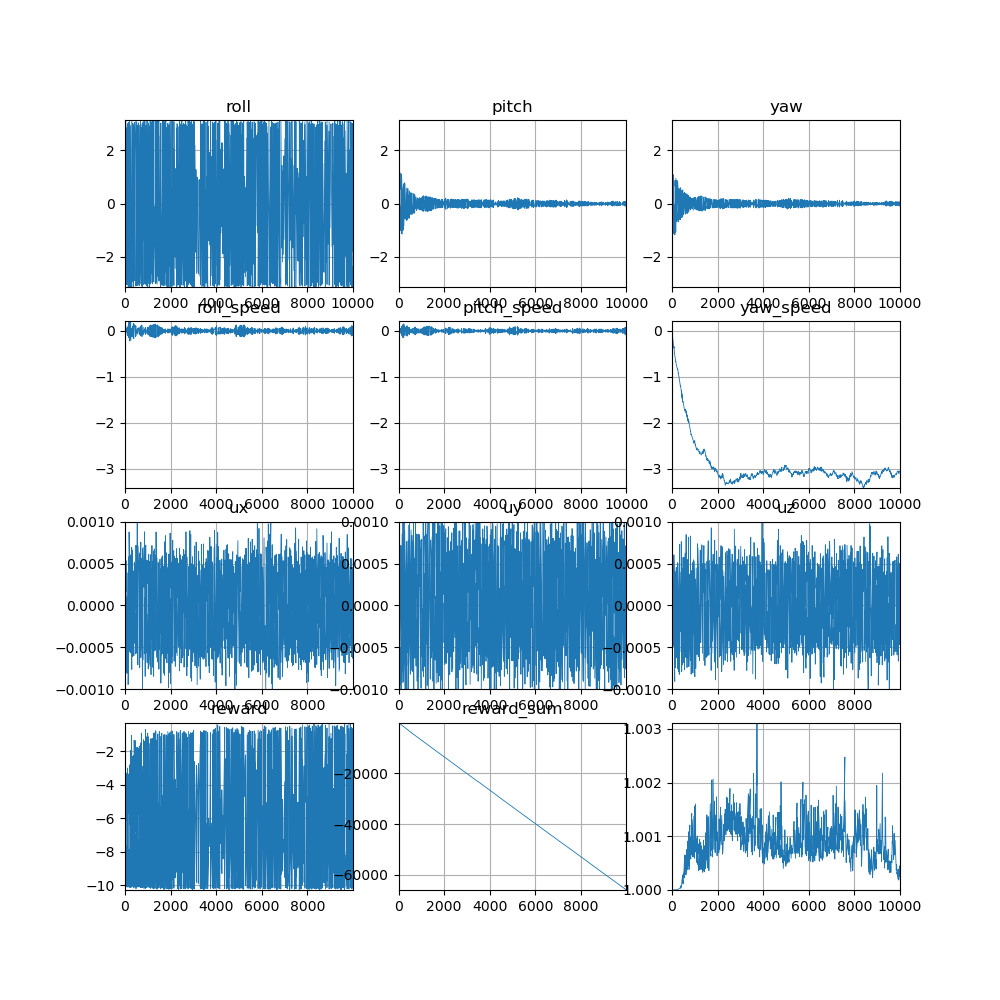 roll pitch yaw
2 2 2
0 0 0
−2 −2 −2
0 2000 4000 6000 8000 10000 0 2000 4000 6000 8000 10000 0 2000 4000 6000 8000 10000
roll_speed pitch_speed yaw_speed
0 0 0
−1 −1 −1
−2 −2 −2
−3 −3 −3
0 2000 4000 6000 8000 10000 0 2000 4000 6000 8000 10000 0 2000 4000 6000 8000 10000
ux uy uz
0.0010 0.0010 0.0010
0.0005 0.0005 0.0005
0.0000 0.0000 0.0000
−0.0005 −0.0005 −0.0005
−0.0010 −0.0010 −0.0010
0 2000 4000 6000 8000 0 2000 4000 6000 8000 0 2000 4000 6000 8000
reward reward_sum
−2 1.003
−4 −20000 1.002
−6 −40000 1.001
−8 −60000 1.000
−10
0 2000 4000 6000 8000 0 2000 4000 6000 8000 0 2000 4000 6000 8000 10000